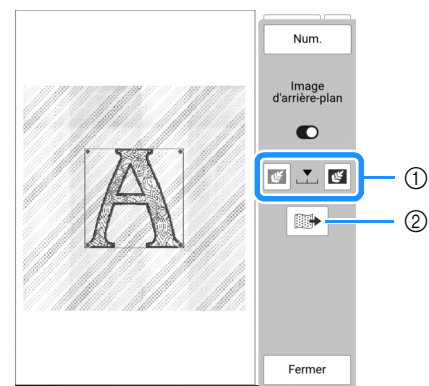 Num.
Image
d'arrière-plan
①
②
A
Fermer